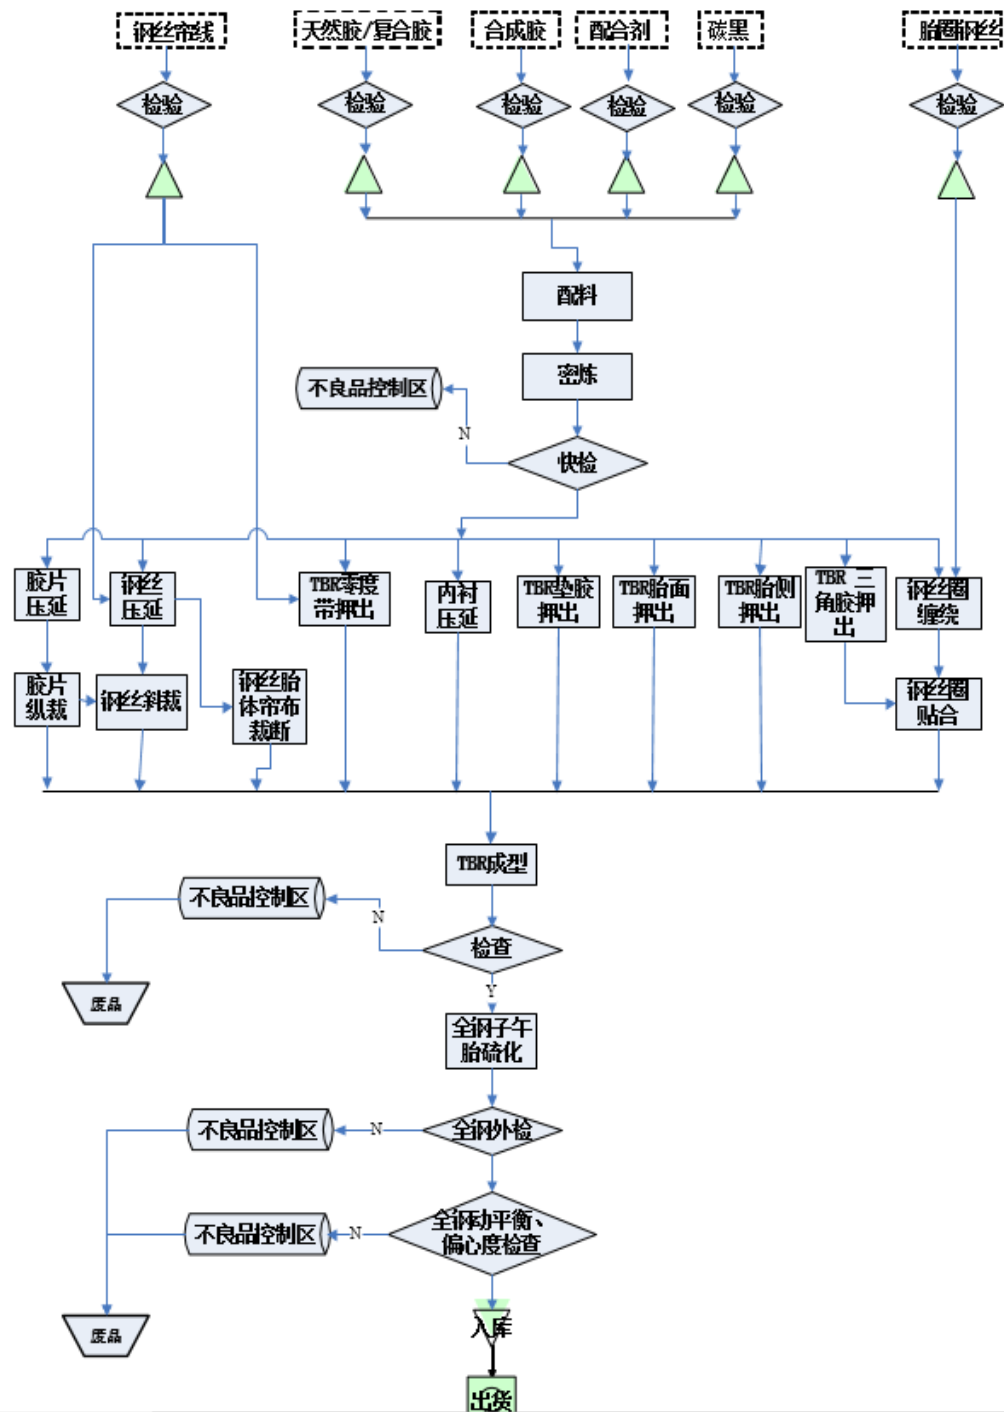 钢丝帘线
天然胶/复合胶
合成胶
配合剂
碳黑
胎圈钢丝
检验
检验
检验
检验
检验
检验
配料
密炼
不良品控制区
N
快检
胶片
压延
钢丝
压延
TBR零度
带押出
内衬
压延
TBR垫胶
押出
TBR胎面
押出
TBR胎侧
押出
TBR 三
角胶押
出
钢丝圈
缠绕
胶片
纵裁
钢丝斜裁
钢丝胎
体帘布
裁断
钢丝圈
贴合
TBR成型
不良品控制区
N
检查
Y
废品
全钢子午
胎硫化
不良品控制区
N
全钢外检
不良品控制区
N
全钢动平衡、
偏心度检查
废品
入库
出货